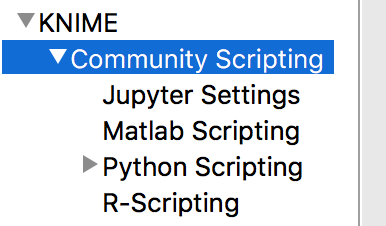 KNIME
Community Scripting
Jupyter Settings
Matlab Scripting
Python Scripting
R-Scripting